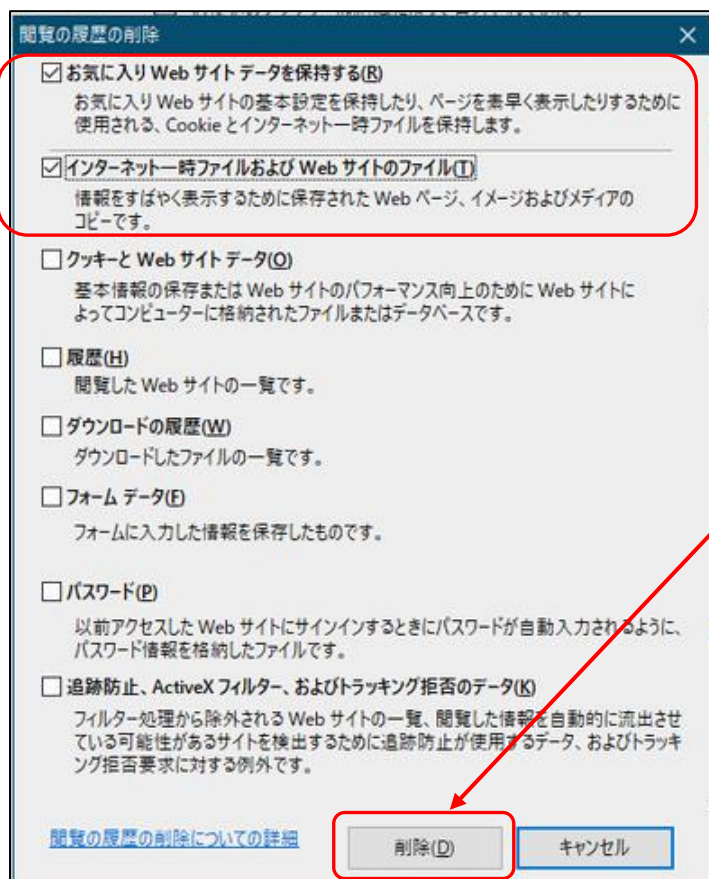 閲覧の履歴の削除
お気に入り Web サイト データを保持する(R)
お気に入り Web サイトの基本設定を保持したり、ページを素早く表示したりするために
使用される、Cookie とインターネット一時ファイルを保持します。
インターネット一時ファイルおよび Web サイトのファイル(T)
情報をすばやく表示するために保存された Web ページ、イメージおよびメディアの
コピーです。
クッキーと Web サイト データ(O)
基本情報の保存または Web サイトのパフォーマンス向上のために Web サイトに
よってコンピューターに格納されたファイルまたはデータベースです。
履歴(H)
閲覧した Web サイトの一覧です。
ダウンロードの履歴(W)
ダウンロードしたファイルの一覧です。
フォーム データ(F)
フォームに入力した情報を保存したものです。
パスワード(P)
以前アクセスした Web サイトにサインインするときにパスワードが自動入力されるように、
パスワード情報を格納したファイルです。
追跡防止、ActiveX フィルター、およびトラッキング拒否のデータ(K)
フィルター処理から除外される Web サイトの一覧、閲覧した情報を自動的に流出させ
ている可能性があるサイトを検出するために追跡防止が使用するデータ、およびトラッキ
ング拒否要求に対する例外です。
閲覧の履歴の削除についての詳細
削除(D)
キャンセル